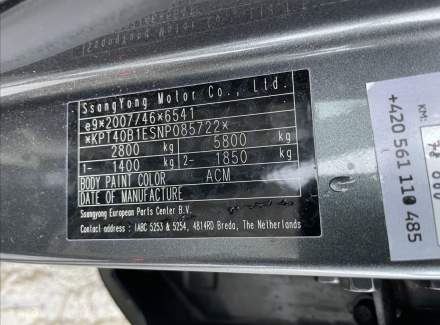 SsangYong Motor Co., Ltd.
e9*2007/46*6541
*KPT40B1ESNP085722*
2800 kg 5800 kg
1- 1400 kg 2- 1850 kg
BODY PAINT COLOR ACM
DATE OF MANUFACTURE
Ssangyong European Parts Center B.V.
Contact address : IABC 5253 & 5254, 4814RD Breda, The Netherlands
KM:
+420 561 110 485